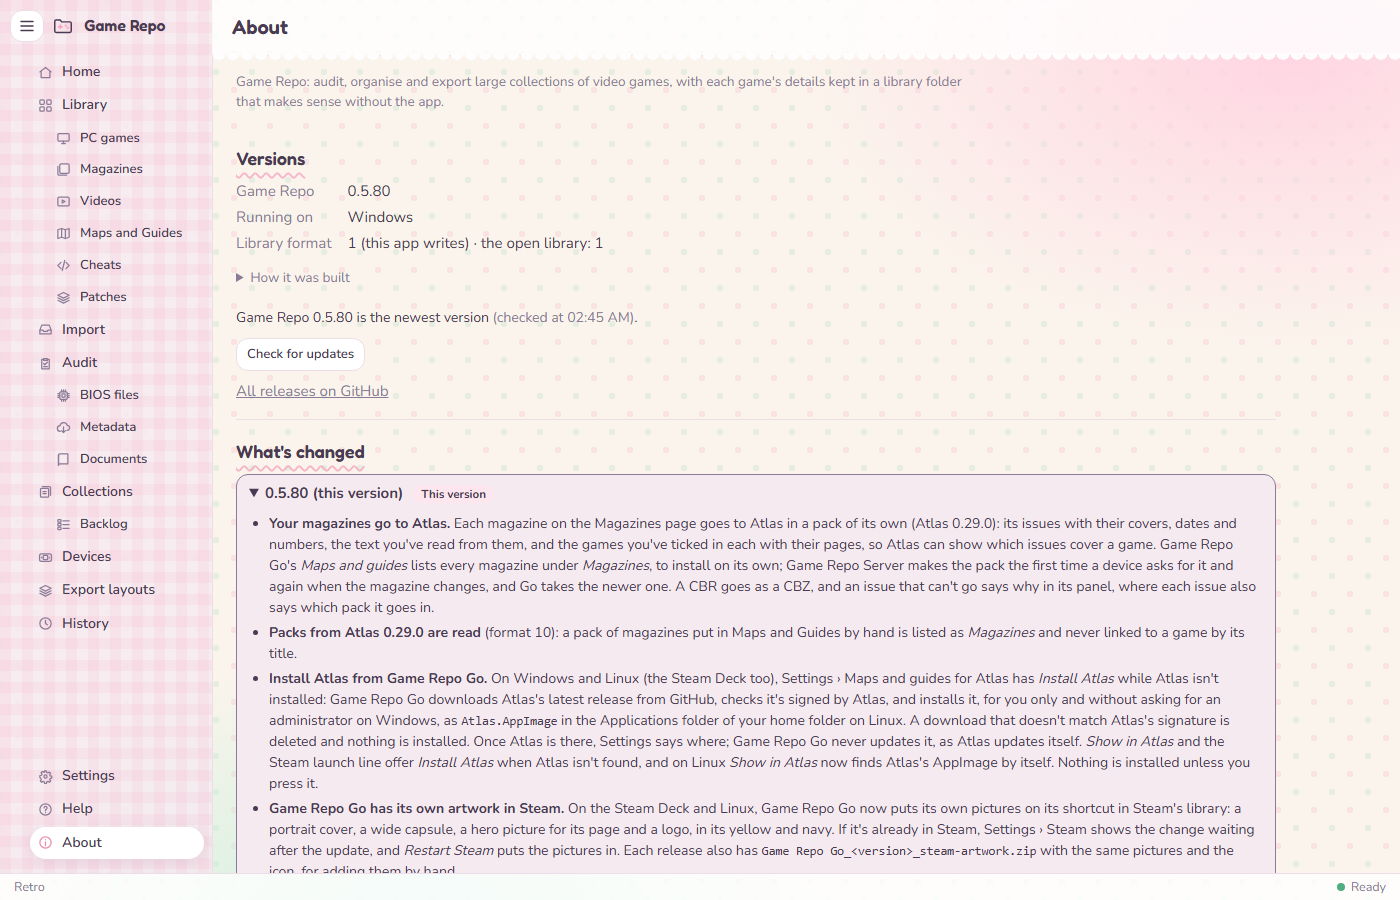 Game Repo
Home
Library
PC games
Magazines
Videos
Maps and Guides
Cheats
Patches
Import
Audit
BIOS files
Metadata
Documents
Collections
Backlog
Devices
Export layouts
History
Settings
Help
About
About
Game Repo: audit, organise and export large collections of video games, with each game's details kept in a library folder
that makes sense without the app.
Versions
Game Repo 0.5.80
Running on Windows
Library format 1 (this app writes) · the open library: 1
How it was built
Game Repo 0.5.80 is the newest version (checked at 02:45 AM).
Check for updates
All releases on GitHub
What's changed
0.5.80 (this version) This version
Your magazines go to Atlas. Each magazine on the Magazines page goes to Atlas in a pack of its own (Atlas 0.29.0): its issues with their covers, dates and
numbers, the text you've read from them, and the games you've ticked in each with their pages, so Atlas can show which issues cover a game. Game Repo
Go's Maps and guides lists every magazine under Magazines, to install on its own; Game Repo Server makes the pack the first time a device asks for it and
again when the magazine changes, and Go takes the newer one. A CBR goes as a CBZ, and an issue that can't go says why in its panel, where each issue also
says which pack it goes in.
Packs from Atlas 0.29.0 are read (format 10): a pack of magazines put in Maps and Guides by hand is listed as Magazines and never linked to a game by its
title.
Install Atlas from Game Repo Go. On Windows and Linux (the Steam Deck too), Settings › Maps and guides for Atlas has Install Atlas while Atlas isn't
installed: Game Repo Go downloads Atlas's latest release from GitHub, checks it's signed by Atlas, and installs it, for you only and without asking for an
administrator on Windows, as Atlas.AppImage in the Applications folder of your home folder on Linux. A download that doesn't match Atlas's signature is
deleted and nothing is installed. Once Atlas is there, Settings says where; Game Repo Go never updates it, as Atlas updates itself. Show in Atlas and the
Steam launch line offer Install Atlas when Atlas isn't found, and on Linux Show in Atlas now finds Atlas's AppImage by itself. Nothing is installed unless you
press it.
Game Repo Go has its own artwork in Steam. On the Steam Deck and Linux, Game Repo Go now puts its own pictures on its shortcut in Steam's library: a
portrait cover, a wide capsule, a hero picture for its page and a logo, in its yellow and navy. If it's already in Steam, Settings › Steam shows the change waiting
after the update, and Restart Steam puts the pictures in. Each release also has Game Repo Go_<version>_steam-artwork.zip with the same pictures and the
icon, for adding them by hand.
Retro
Ready